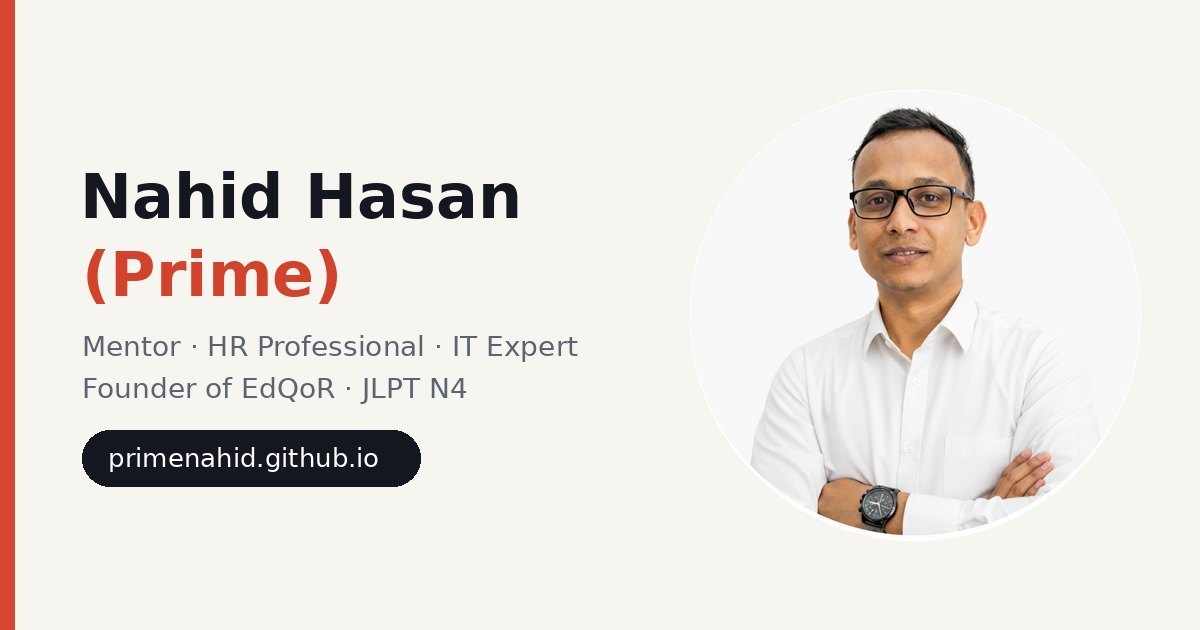 Nahid Hasan
(Prime)
Mentor · HR Professional · IT Expert
Founder of EdQoR · JLPT N4
primenahid.github.io